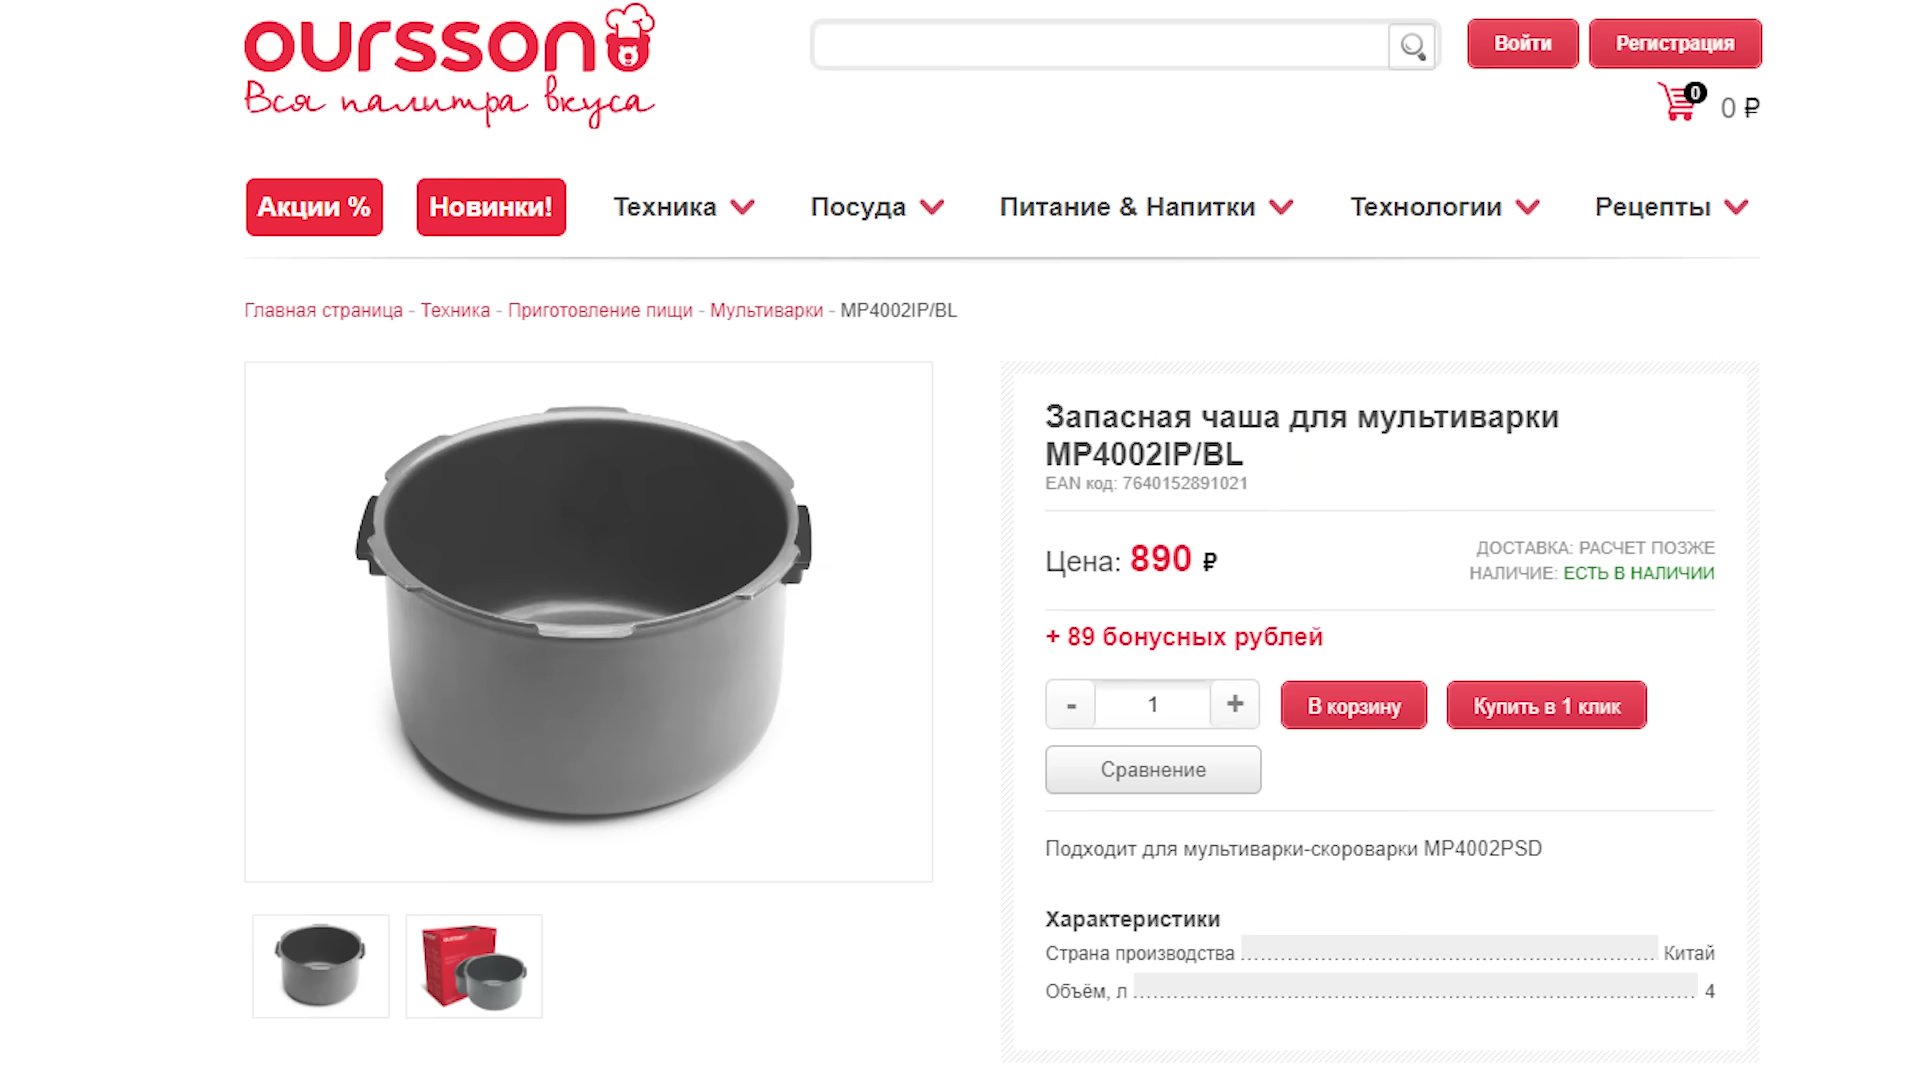 oursson
Вся палитра вкуса
Войти
Регистрация
0
0 ₽
Акции %
Новинки!
Техника
Посуда
Питание & Напитки
Технологии
Рецепты
Главная страница - Техника - Приготовление пищи - Мультиварки - MP4002IP/BL
Запасная чаша для мультиварки
MP4002IP/BL
EAN код: 7640152891021
Цена: 890 ₽
ДОСТАВКА: РАСЧЕТ ПОЗЖЕ
НАЛИЧИЕ: ЕСТЬ В НАЛИЧИИ
+ 89 бонусных рублей
- 1 +
В корзину
Купить в 1 клик
Сравнение
Подходит для мультиварки-скороварки MP4002PSD
Характеристики
Страна производства Китай
Объём, л 4
oursson